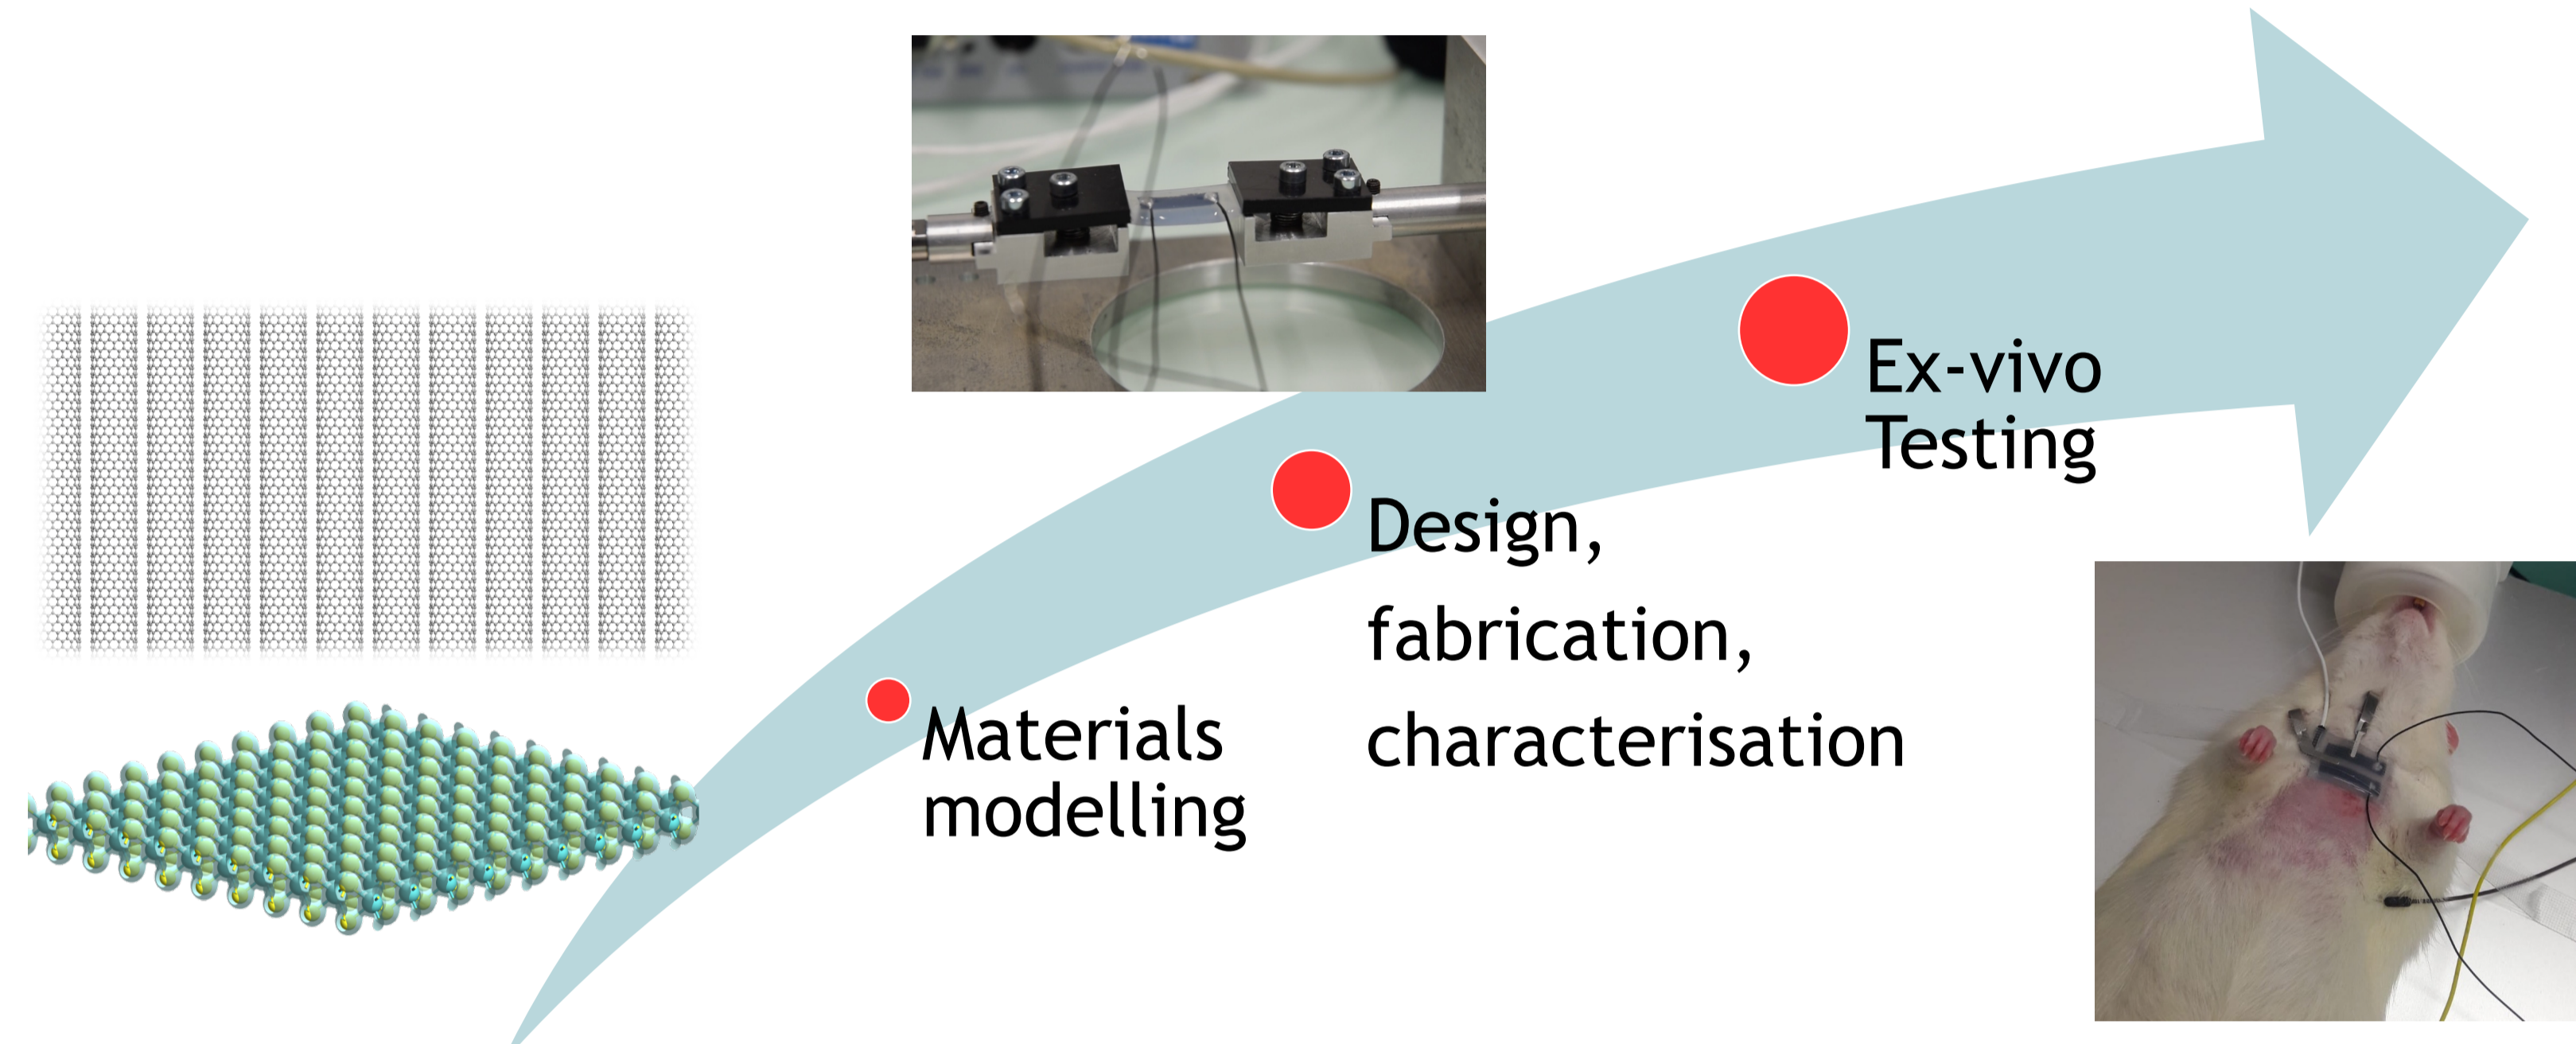 Ex-vivo
Testing
Design,
fabrication,
characterisation
Materials
modelling